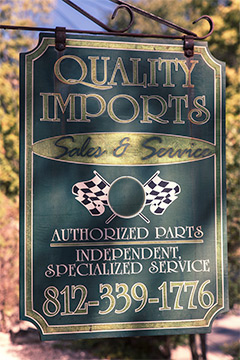 QUALITY
IMPORTS
Sales & Service
AUTHORIZED PARTS
INDEPENDENT,
SPECIALIZED SERVICE
812-339-1776